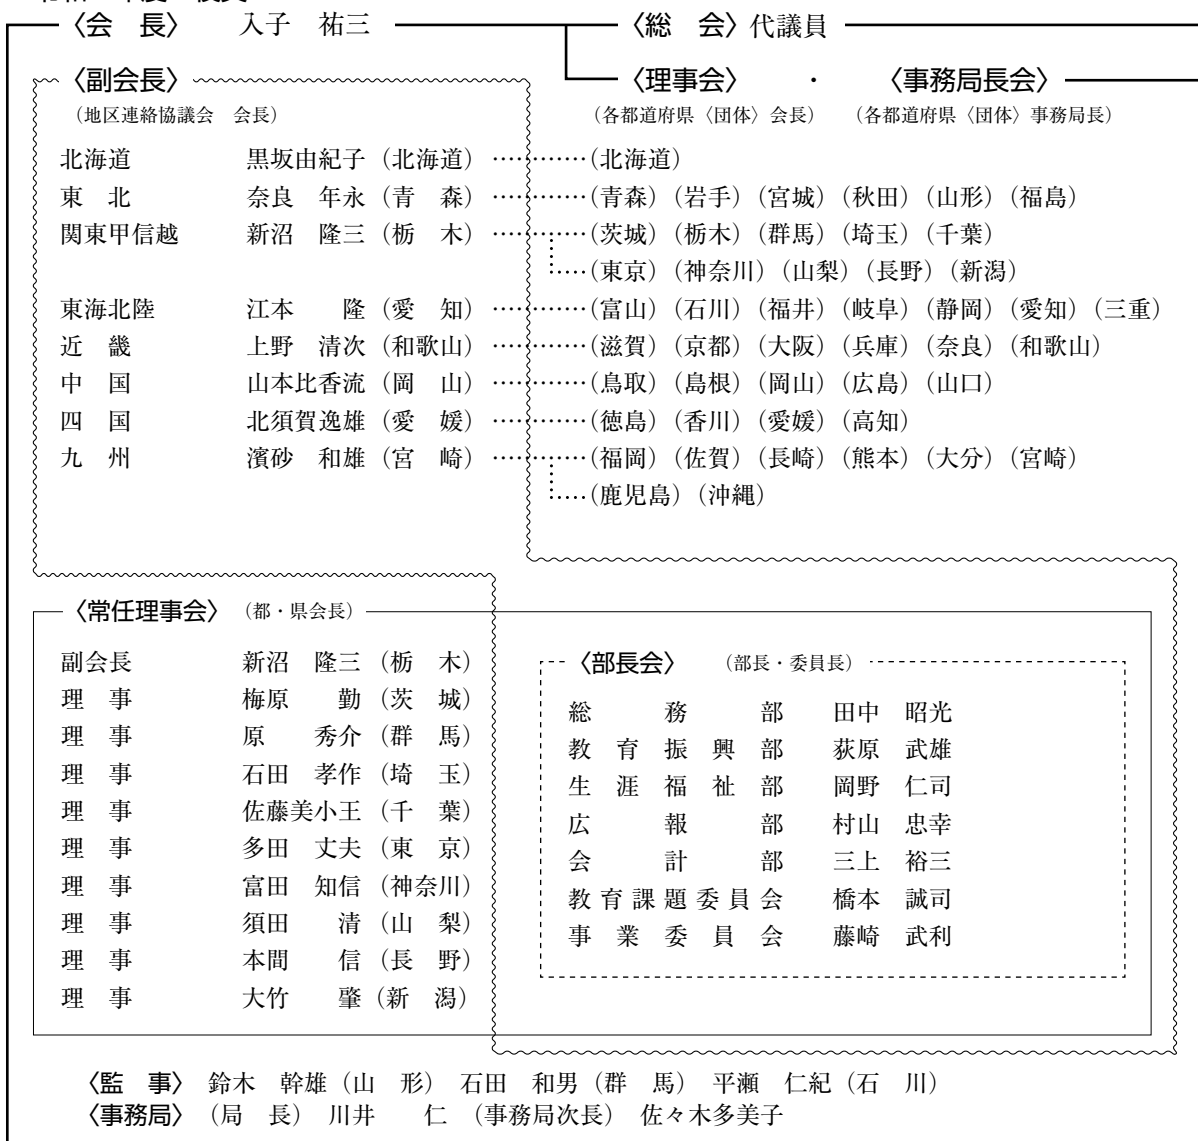 〈会　長〉　入子　祐三　〈総　会〉代議員
〈副会長〉　〈理事会〉　・　〈事務局長会〉
（地区連絡協議会　会長）　（各都道府県〈団体〉会長）　（各都道府県〈団体〉事務局長）
北海道　黒坂由紀子（北海道）…………（北海道）
東　北　奈良　年永（青　森）…………（青森）（岩手）（宮城）（秋田）（山形）（福島）
関東甲信越　新沼　隆三（栃　木）…………（茨城）（栃木）（群馬）（埼玉）（千葉）
（東京）（神奈川）（山梨）（長野）（新潟）
東海北陸　江本　　隆（愛　知）…………（富山）（石川）（福井）（岐阜）（静岡）（愛知）（三重）
近　畿　上野　清次（和歌山）…………（滋賀）（京都）（大阪）（兵庫）（奈良）（和歌山）
中　国　山本比香流（岡　山）…………（鳥取）（島根）（岡山）（広島）（山口）
四　国　北須賀逸雄（愛　媛）…………（徳島）（香川）（愛媛）（高知）
九　州　濱砂　和雄（宮　崎）…………（福岡）（佐賀）（長崎）（熊本）（大分）（宮崎）
（鹿児島）（沖縄）
〈常任理事会〉（都・県会長）
副会長　新沼　隆三（栃　木）
理　事　梅原　　勤（茨　城）
理　事　原　　秀介（群　馬）
理　事　石田　孝作（埼　玉）
理　事　佐藤美小王（千　葉）
理　事　多田　丈夫（東　京）
理　事　富田　知信（神奈川）
理　事　須田　　清（山　梨）
理　事　本間　　信（長　野）
理　事　大竹　　肇（新　潟）
〈部長会〉　（部長・委員長）
総　務　部　田中　昭光
教育振興部　荻原　武雄
生涯福祉部　岡野　仁司
広　報　部　村山　忠幸
会　計　部　三上　裕三
教育課題委員会　橋本　誠司
事業委員会　藤崎　武利
〈監　事〉鈴木　幹雄（山　形）石田　和男（群　馬）平瀬　仁紀（石　川）
〈事務局〉（局　長）川井　　仁（事務局次長）佐々木多美子